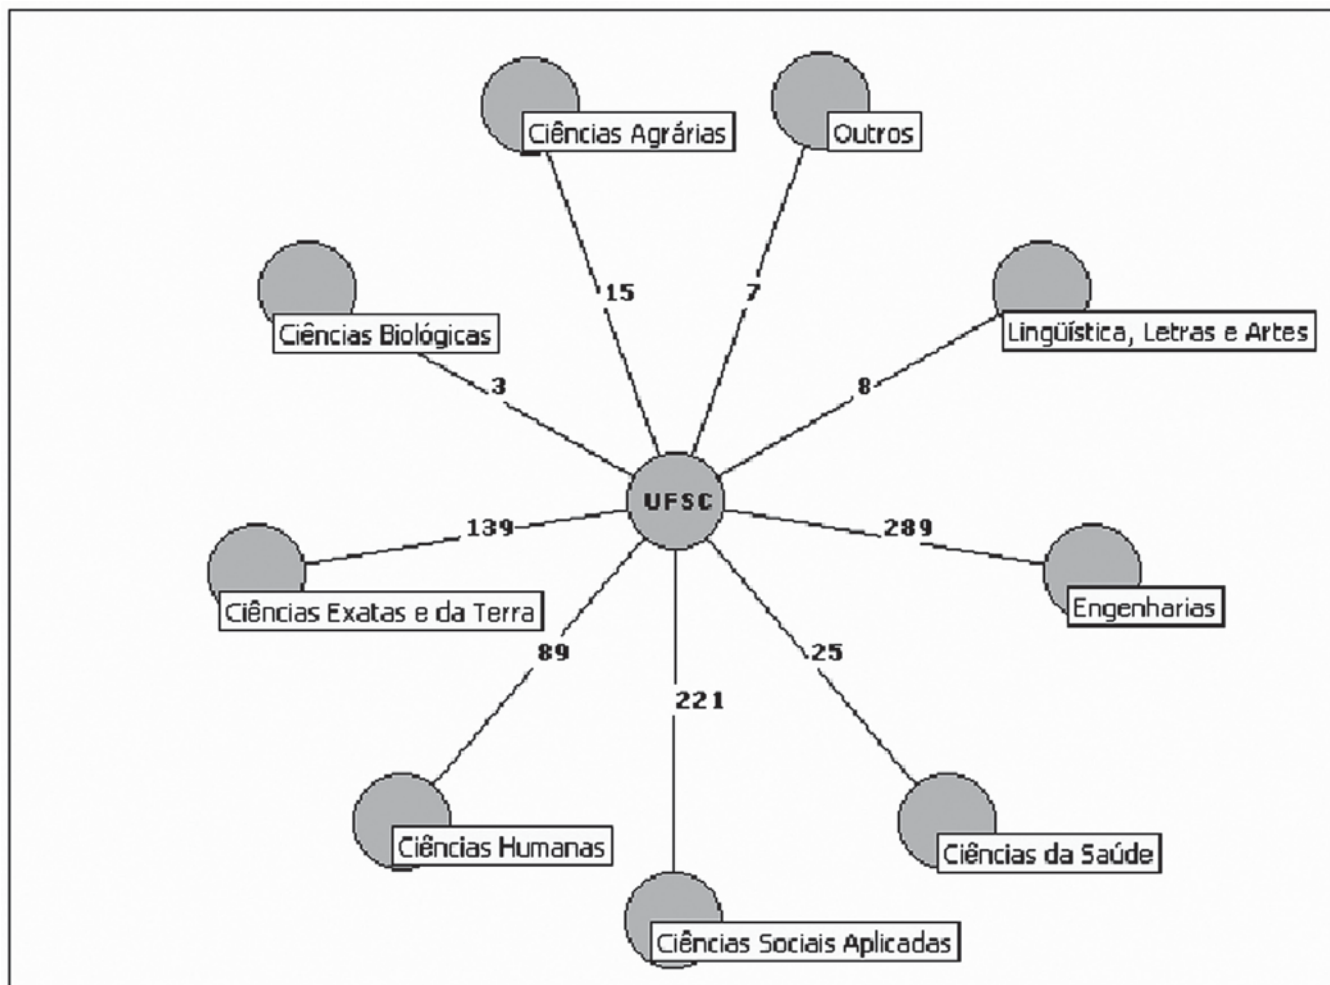 Ciências Agrárias
Outros
15
7
Ciências Biológicas
Lingüística, Letras e Artes
3
8
UFSC
139
289
Ciências Exatas e da Terra
Engenharias
89
25
221
Ciências Humanas
Ciências da Saúde
Ciências Sociais Aplicadas